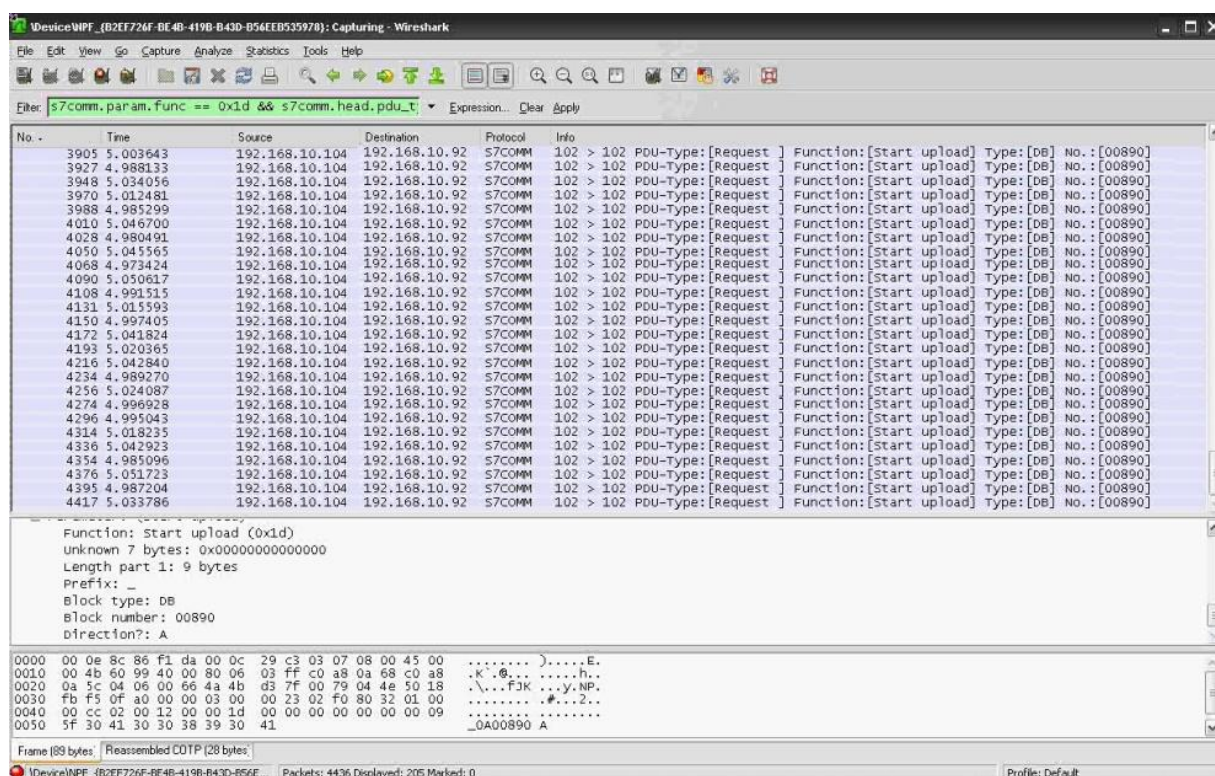 \Device\NPF_{B2EF726F-BE4B-419B-B43D-B56EEB535978}: Capturing - Wireshark
File Edit View Go Capture Analyze Statistics Tools Help
Filter: s7comm.param.func == 0x1d && s7comm.head.pdu_t Expression... Clear Apply
No. . Time Source Destination Protocol Info
3905 5.003643 192.168.10.104 192.168.10.92 S7COMM 102 > 102 PDU-Type:[Request ] Function:[Start upload] Type:[DB] No.:[00890]
3927 4.988133 192.168.10.104 192.168.10.92 S7COMM 102 > 102 PDU-Type:[Request ] Function:[Start upload] Type:[DB] No.:[00890]
3948 5.034056 192.168.10.104 192.168.10.92 S7COMM 102 > 102 PDU-Type:[Request ] Function:[Start upload] Type:[DB] No.:[00890]
3970 5.012481 192.168.10.104 192.168.10.92 S7COMM 102 > 102 PDU-Type:[Request ] Function:[Start upload] Type:[DB] No.:[00890]
3988 4.985299 192.168.10.104 192.168.10.92 S7COMM 102 > 102 PDU-Type:[Request ] Function:[Start upload] Type:[DB] No.:[00890]
4010 5.046700 192.168.10.104 192.168.10.92 S7COMM 102 > 102 PDU-Type:[Request ] Function:[Start upload] Type:[DB] No.:[00890]
4028 4.980491 192.168.10.104 192.168.10.92 S7COMM 102 > 102 PDU-Type:[Request ] Function:[Start upload] Type:[DB] No.:[00890]
4050 5.045565 192.168.10.104 192.168.10.92 S7COMM 102 > 102 PDU-Type:[Request ] Function:[Start upload] Type:[DB] No.:[00890]
4068 4.973424 192.168.10.104 192.168.10.92 S7COMM 102 > 102 PDU-Type:[Request ] Function:[Start upload] Type:[DB] No.:[00890]
4090 5.050617 192.168.10.104 192.168.10.92 S7COMM 102 > 102 PDU-Type:[Request ] Function:[Start upload] Type:[DB] No.:[00890]
4108 4.991515 192.168.10.104 192.168.10.92 S7COMM 102 > 102 PDU-Type:[Request ] Function:[Start upload] Type:[DB] No.:[00890]
4131 5.015593 192.168.10.104 192.168.10.92 S7COMM 102 > 102 PDU-Type:[Request ] Function:[Start upload] Type:[DB] No.:[00890]
4150 4.997405 192.168.10.104 192.168.10.92 S7COMM 102 > 102 PDU-Type:[Request ] Function:[Start upload] Type:[DB] No.:[00890]
4172 5.041824 192.168.10.104 192.168.10.92 S7COMM 102 > 102 PDU-Type:[Request ] Function:[Start upload] Type:[DB] No.:[00890]
4193 5.020365 192.168.10.104 192.168.10.92 S7COMM 102 > 102 PDU-Type:[Request ] Function:[Start upload] Type:[DB] No.:[00890]
4216 5.042840 192.168.10.104 192.168.10.92 S7COMM 102 > 102 PDU-Type:[Request ] Function:[Start upload] Type:[DB] No.:[00890]
4234 4.989270 192.168.10.104 192.168.10.92 S7COMM 102 > 102 PDU-Type:[Request ] Function:[Start upload] Type:[DB] No.:[00890]
4256 5.024087 192.168.10.104 192.168.10.92 S7COMM 102 > 102 PDU-Type:[Request ] Function:[Start upload] Type:[DB] No.:[00890]
4274 4.996928 192.168.10.104 192.168.10.92 S7COMM 102 > 102 PDU-Type:[Request ] Function:[Start upload] Type:[DB] No.:[00890]
4296 4.995043 192.168.10.104 192.168.10.92 S7COMM 102 > 102 PDU-Type:[Request ] Function:[Start upload] Type:[DB] No.:[00890]
4314 5.018235 192.168.10.104 192.168.10.92 S7COMM 102 > 102 PDU-Type:[Request ] Function:[Start upload] Type:[DB] No.:[00890]
4336 5.042923 192.168.10.104 192.168.10.92 S7COMM 102 > 102 PDU-Type:[Request ] Function:[Start upload] Type:[DB] No.:[00890]
4354 4.985096 192.168.10.104 192.168.10.92 S7COMM 102 > 102 PDU-Type:[Request ] Function:[Start upload] Type:[DB] No.:[00890]
4376 5.051723 192.168.10.104 192.168.10.92 S7COMM 102 > 102 PDU-Type:[Request ] Function:[Start upload] Type:[DB] No.:[00890]
4395 4.987204 192.168.10.104 192.168.10.92 S7COMM 102 > 102 PDU-Type:[Request ] Function:[Start upload] Type:[DB] No.:[00890]
4417 5.033786 192.168.10.104 192.168.10.92 S7COMM 102 > 102 PDU-Type:[Request ] Function:[Start upload] Type:[DB] No.:[00890]
Function: Start upload (0x1d)
Unknown 7 bytes: 0x00000000000000
Length part 1: 9 bytes
Prefix: _
Block type: DB
Block number: 00890
Direction?: A
0000 00 0e 8c 86 f1 da 00 0c 29 c3 03 07 08 00 45 00 ........ ).....E.
0010 00 4b 60 99 40 00 80 06 03 ff c0 a8 0a 68 c0 a8 .K`.@... .....h..
0020 0a 5c 04 06 00 66 4a 4b d3 7f 00 79 04 4e 50 18 .\...fJK ...y.NP.
0030 fb f5 0f a0 00 00 03 00 00 23 02 f0 80 32 01 00 ........ .#...2..
0040 00 cc 02 00 12 00 00 1d 00 00 00 00 00 00 00 09 ........ ........
0050 5f 30 41 30 30 38 39 30 41 _0A00890 A
Frame (89 bytes) Reassembled COTP (28 bytes)
\Device\NPF_{B2EF726F-BE4B-419B-B43D-B56E... Packets: 4436 Displayed: 205 Marked: 0 Profile: Default